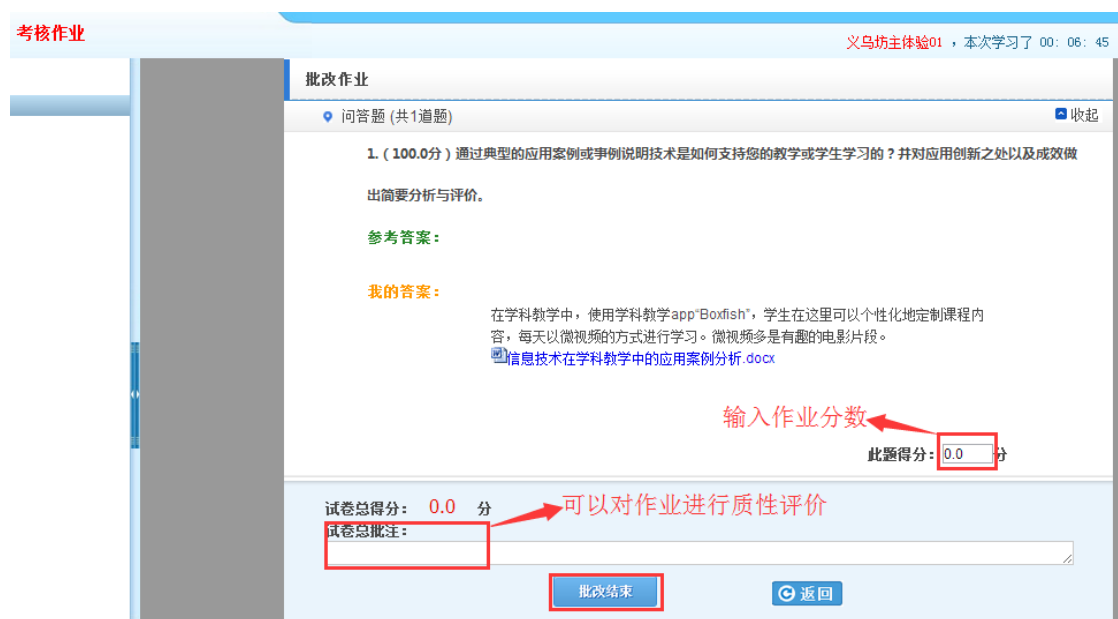 考核作业
义乌坊主体验01 ，本次学习了 00: 06: 45
批改作业
问答题 (共1道题)
收起
1. ( 100.0分 ) 通过典型的应用案例或事例说明技术是如何支持您的教学或学生学习的？并对应用创新之处以及成效做
出简要分析与评价。
参考答案：
我的答案：
在学科教学中，使用学科教学app"Boxfish"，学生在这里可以个性化地定制课程内
容，每天以微视频的方式进行学习。微视频多是有趣的电影片段。
信息技术在学科教学中的应用案例分析.docx
输入作业分数
此题得分： 0.0 分
试卷总得分： 0.0 分
可以对作业进行质性评价
试卷总批注：
批改结束
返回